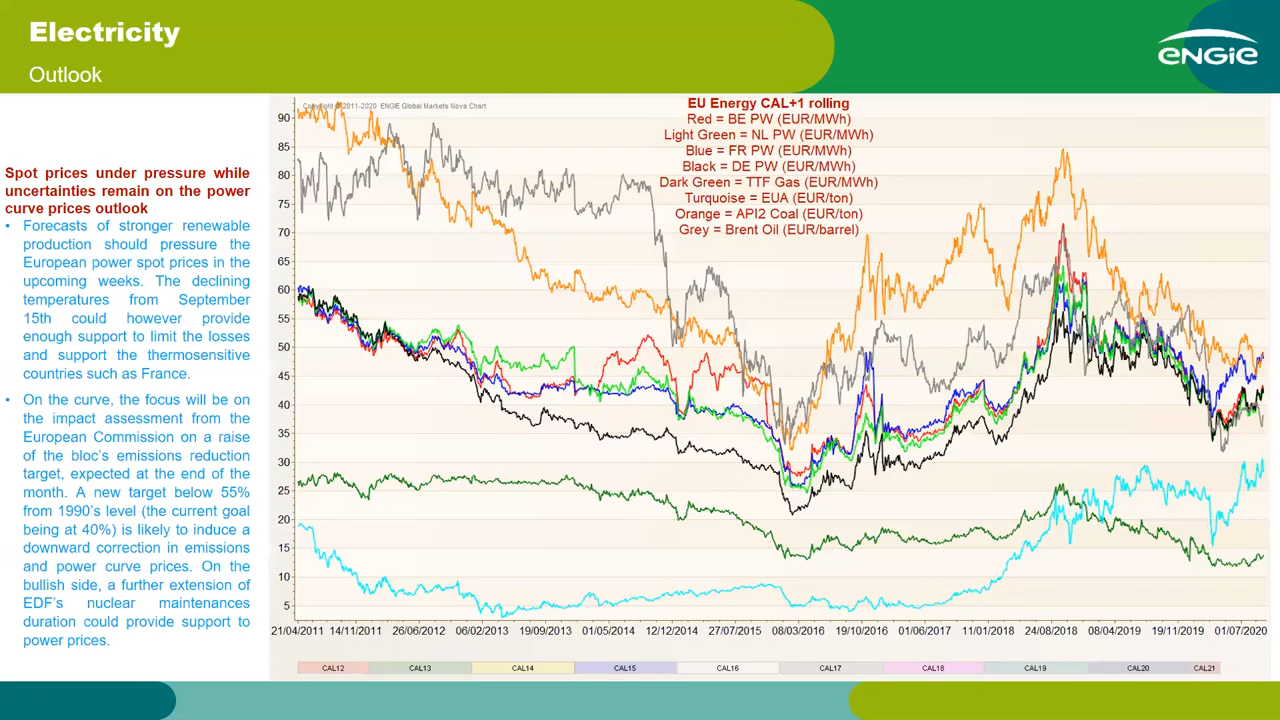 Electricity
Outlook
ENGIE
Spot prices under pressure while
uncertainties remain on the power
curve prices outlook
• Forecasts of stronger renewable
production should pressure the
European power spot prices in the
upcoming weeks. The declining
temperatures from September
15th could however provide
enough support to limit the losses
and support the thermosensitive
countries such as France.
• On the curve, the focus will be on
the impact assessment from the
European Commission on a raise
of the bloc's emissions reduction
target, expected at the end of the
month. A new target below 55%
from 1990's level (the current goal
being at 40%) is likely to induce a
downward correction in emissions
and power curve prices. On the
bullish side, a further extension of
EDF's nuclear maintenances
duration could provide support to
power prices.
Copyright © 2011-2020 ENGIE Global Markets Nova Chart
EU Energy CAL+1 rolling
Red = BE PW (EUR/MWh)
Light Green = NL PW (EUR/MWh)
Blue = FR PW (EUR/MWh)
Black = DE PW (EUR/MWh)
Dark Green = TTF Gas (EUR/MWh)
Turquoise = EUA (EUR/ton)
Orange = API2 Coal (EUR/ton)
Grey = Brent Oil (EUR/barrel)
90
85
80
75
70
65
60
55
50
45
40
35
30
25
20
15
10
5
21/04/2011 14/11/2011 26/06/2012 06/02/2013 19/09/2013 01/05/2014 12/12/2014 27/07/2015 08/03/2016 19/10/2016 01/06/2017 11/01/2018 24/08/2018 08/04/2019 19/11/2019 01/07/2020
CAL12 CAL13 CAL14 CAL15 CAL16 CAL17 CAL18 CAL19 CAL20 CAL21